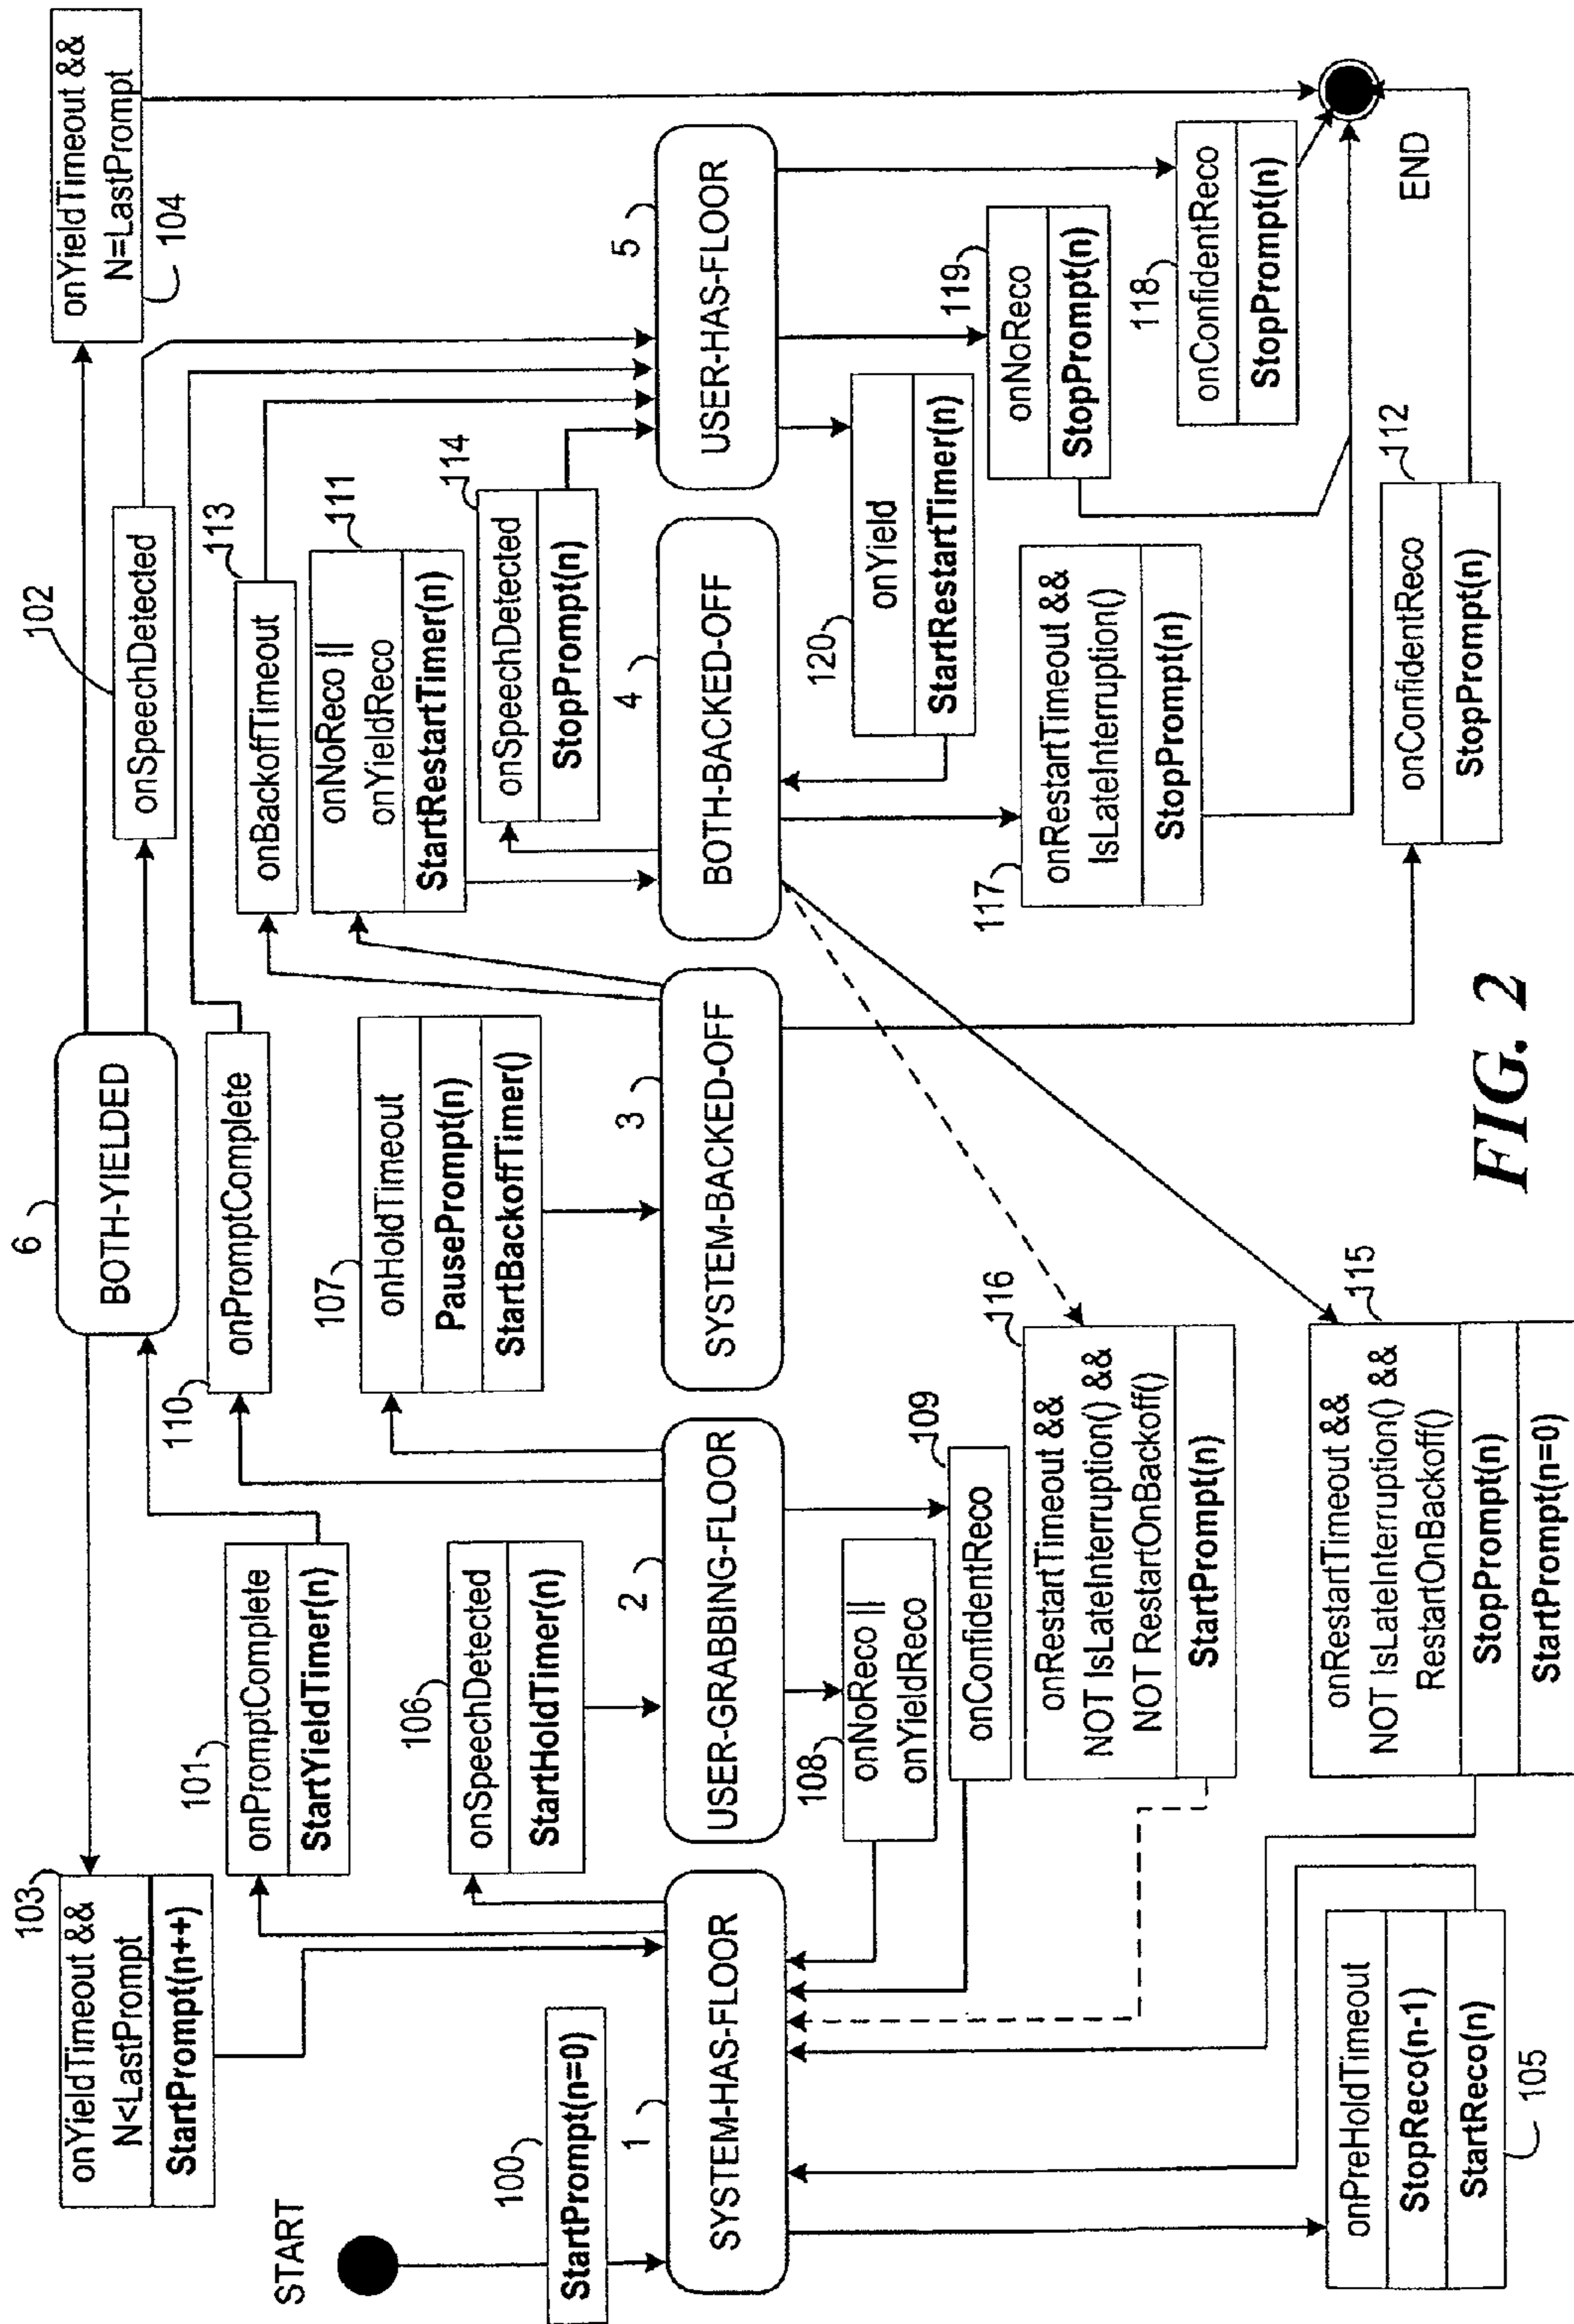 6
BOTH-YIELDED
103
onYieldTimeout &&
N<LastPrompt
StartPrompt(n++)
102
onSpeechDetected
onYieldTimeout &&
N=LastPrompt
104
START
100
StartPrompt(n=0)
101
onPromptComplete
StartYieldTimer(n)
110
onPromptComplete
113
onBackoffTimeout
106
onSpeechDetected
StartHoldTimer(n)
107
onHoldTimeout
PausePrompt(n)
StartBackoffTimer()
111
onNoReco ||
onYieldReco
StartRestartTimer(n)
114
onSpeechDetected
StopPrompt(n)
1
SYSTEM-HAS-FLOOR
2
USER-GRABBING-FLOOR
3
SYSTEM-BACKED-OFF
4
BOTH-BACKED-OFF
5
USER-HAS-FLOOR
108
onNoReco ||
onYieldReco
109
onConfidentReco
120
onYield
StartRestartTimer(n)
119
onNoReco
StopPrompt(n)
116
onRestartTimeout &&
NOT IsLateInterruption() &&
NOT RestartOnBackoff()
StartPrompt(n)
117
onRestartTimeout &&
IsLateInterruption()
StopPrompt(n)
118
onConfidentReco
StopPrompt(n)
onPreHoldTimeout
StopReco(n-1)
StartReco(n)
105
115
onRestartTimeout &&
NOT IsLateInterruption() &&
RestartOnBackoff()
StopPrompt(n)
StartPrompt(n=0)
112
onConfidentReco
StopPrompt(n)
END
FIG. 2